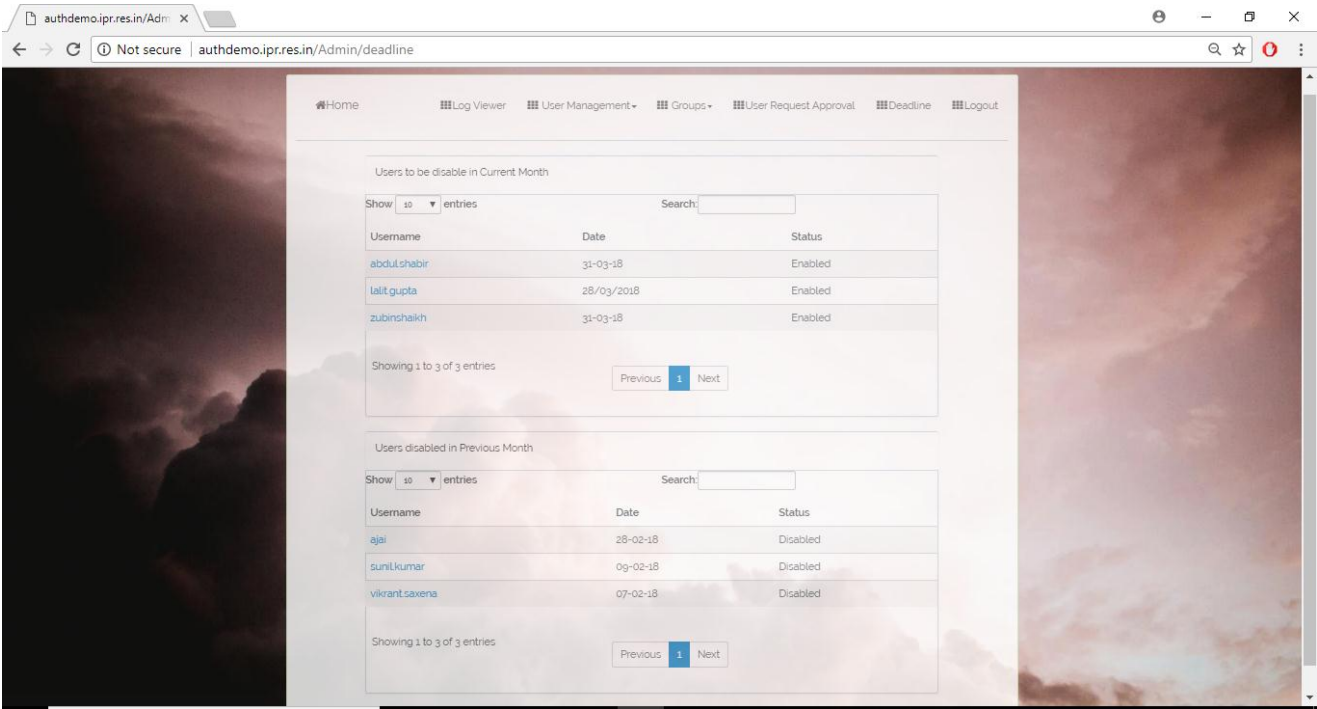 authdemo.ipr.res.in/Adm
Not secure authdemo.ipr.res.in/Admin/deadline
Home Log Viewer User Management Groups User Request Approval Deadline Logout
Users to be disable in Current Month
Show 10 entries Search:
Username Date Status
abdul.shabir 31-03-18 Enabled
lalit.gupta 28/03/2018 Enabled
zubinshaikh 31-03-18 Enabled
Showing 1 to 3 of 3 entries
Previous 1 Next
Users disabled in Previous Month
Show 10 entries Search:
Username Date Status
ajai 28-02-18 Disabled
sunil.kumar 09-02-18 Disabled
vikrant.saxena 07-02-18 Disabled
Showing 1 to 3 of 3 entries
Previous 1 Next